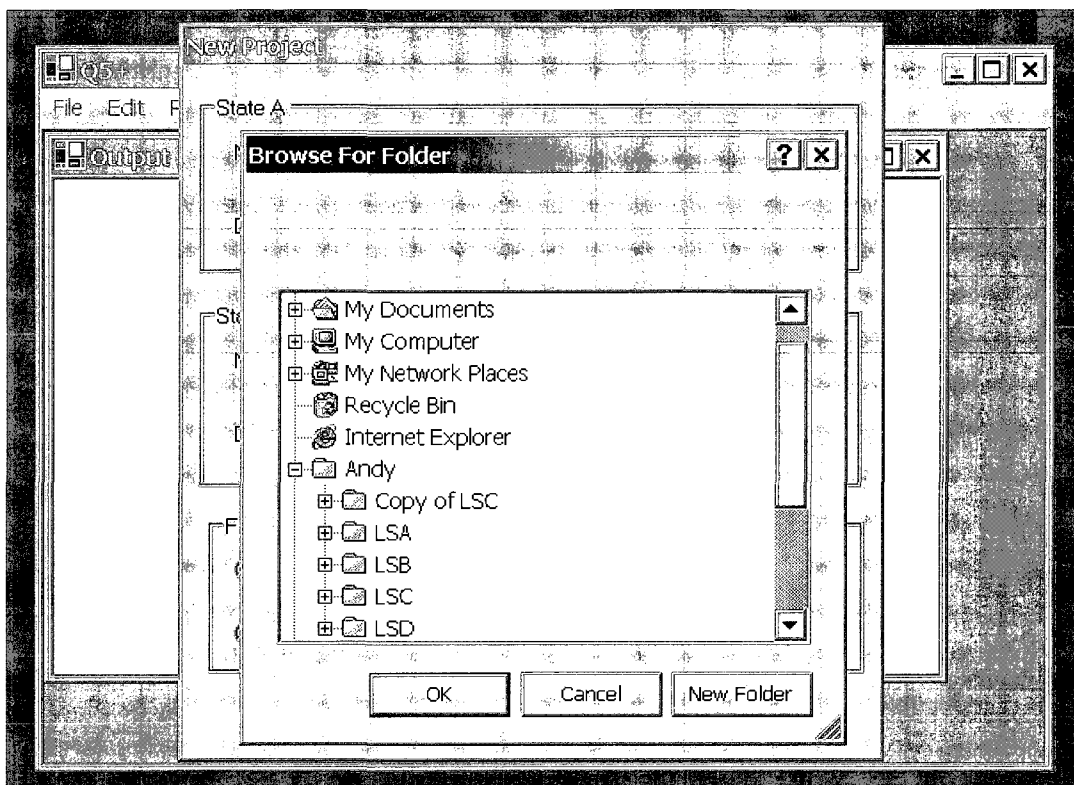 New Project
Q5+
File Edit
State A
Output
Browse For Folder
My Documents
My Computer
My Network Places
Recycle Bin
Internet Explorer
Andy
Copy of LSC
LSA
LSB
LSC
LSD
OK Cancel New Folder